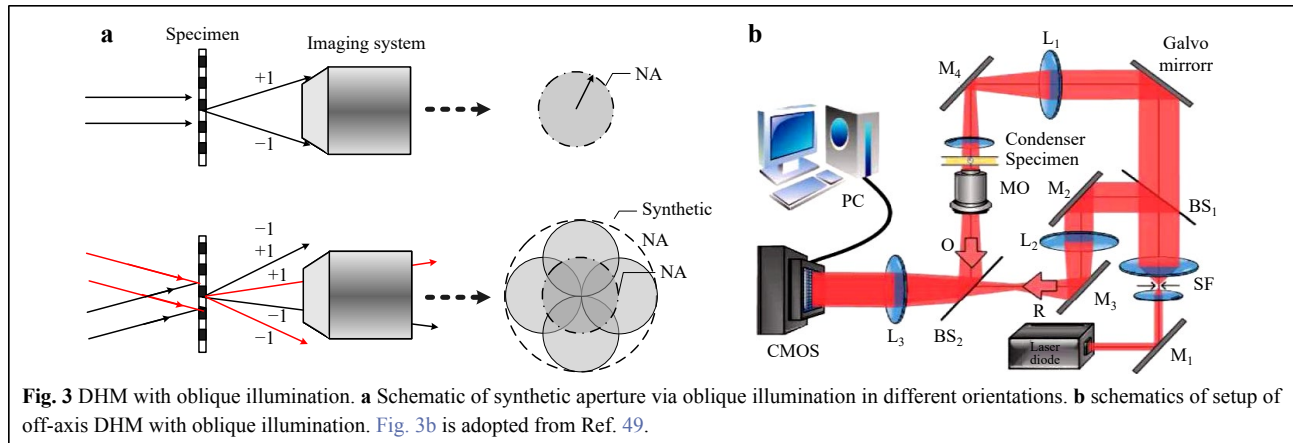 a
Specimen
Imaging system
+1
−1
NA
−1
+1
+1
−1
−1
Synthetic
NA
NA
b
L1
Galvo
mirrorr
M4
Condenser
Specimen
MO
PC
M2
BS1
L2
O
SF
R
M3
CMOS
L3
BS2
Laser
diode
M1
Fig. 3 DHM with oblique illumination. a Schematic of synthetic aperture via oblique illumination in different orientations. b schematics of setup of
off-axis DHM with oblique illumination. Fig. 3b is adopted from Ref. 49.